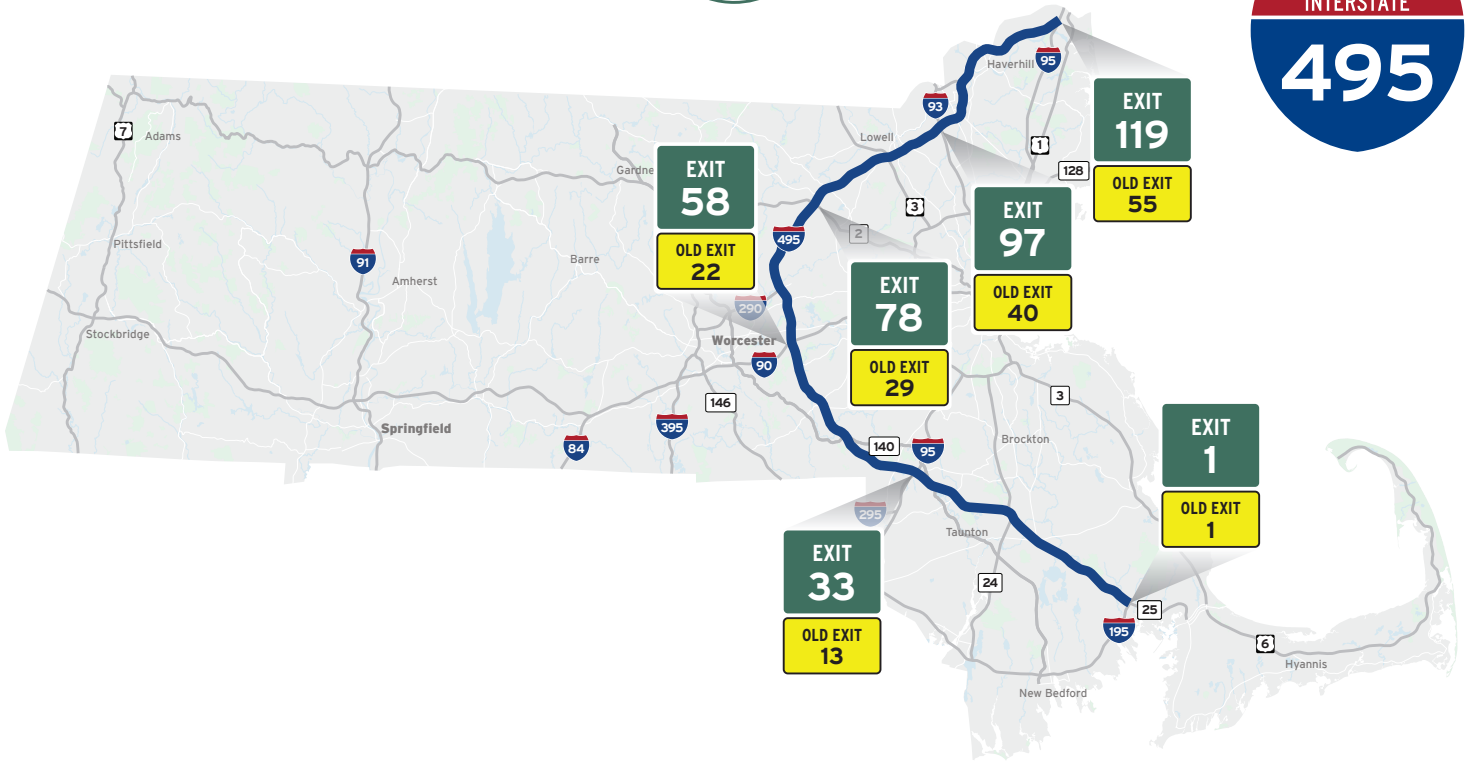 INTERSTATE
495
Haverhill
95
93
EXIT
119
OLD EXIT
55
7
Adams
Lowell
1
128
Gardne
EXIT
58
OLD EXIT
22
3
EXIT
97
OLD EXIT
40
2
495
Pittsfield
91
Barre
Amherst
EXIT
78
OLD EXIT
29
290
Stockbridge
Worcester
90
146
3
Springfield
395
84
140
95
Brockton
EXIT
1
OLD EXIT
1
295
Taunton
EXIT
33
OLD EXIT
13
24
25
195
6
Hyannis
New Bedford